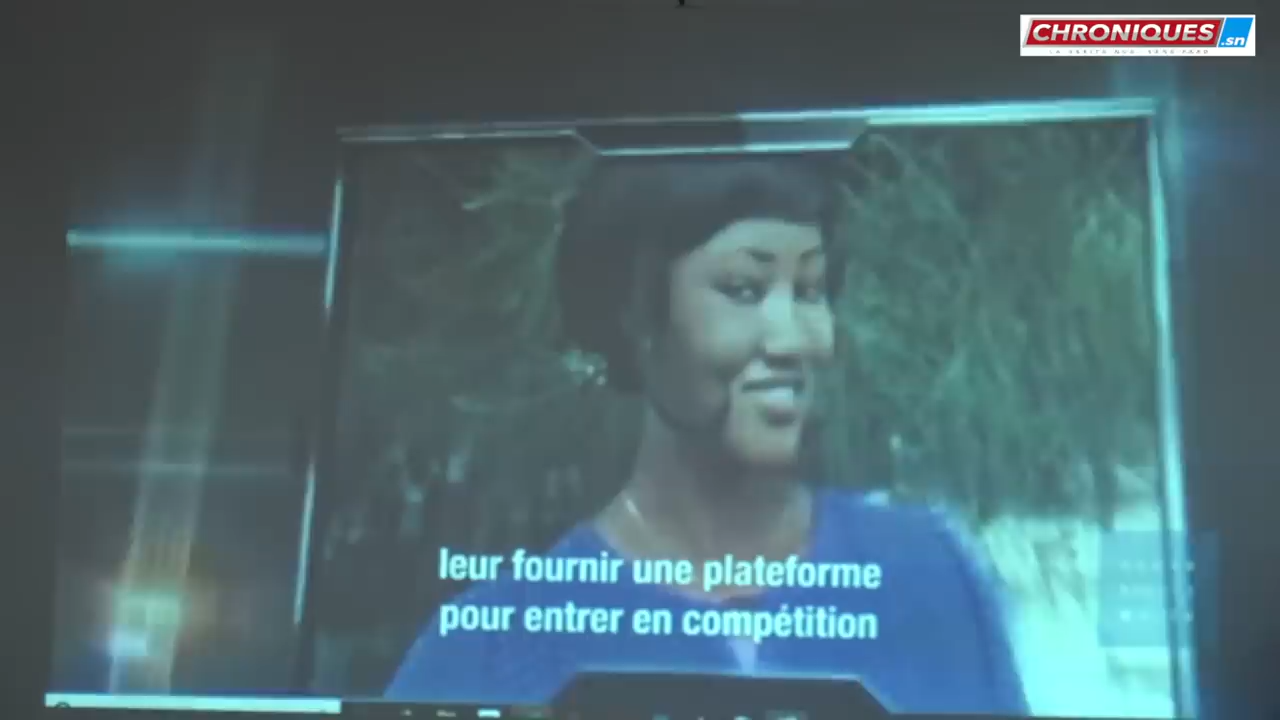 CHRONIQUES.sn
leur fournir une plateforme
pour entrer en compétition